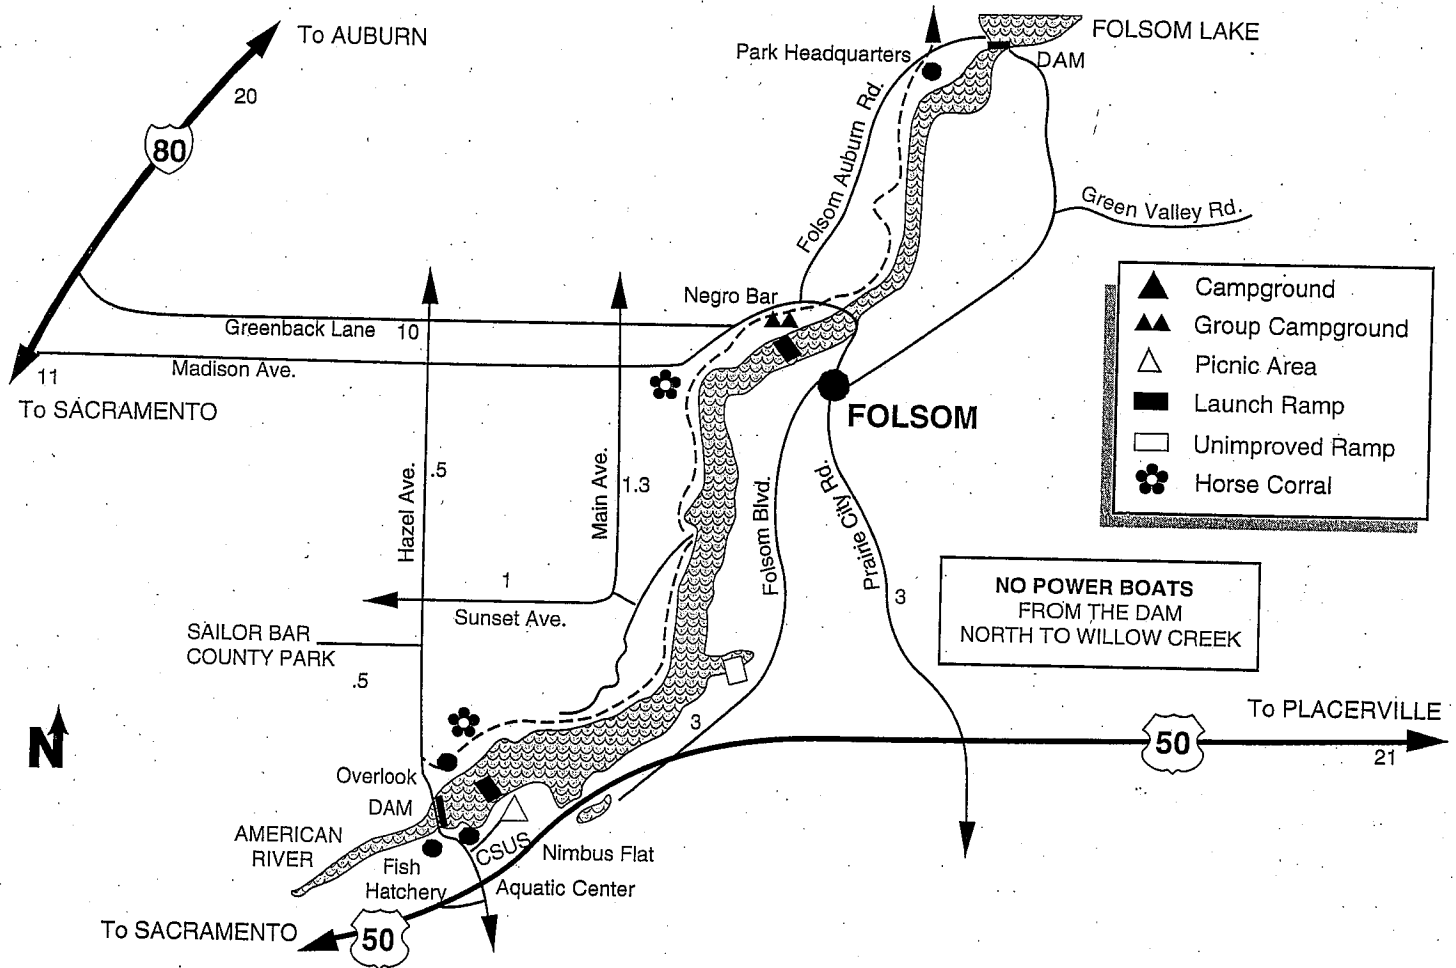 To AUBURN
20
80
Park Headquarters
FOLSOM LAKE
DAM
Folsom Auburn Rd.
Green Valley Rd.
Negro Bar
Greenback Lane 10
Madison Ave.
11
To SACRAMENTO
Campground
Group Campground
Picnic Area
Launch Ramp
Unimproved Ramp
Horse Corral
FOLSOM
Hazel Ave.
.5
Main Ave.
1.3
Folsom Blvd.
Prairie City Rd.
3
1
Sunset Ave.
NO POWER BOATS
FROM THE DAM
NORTH TO WILLOW CREEK
SAILOR BAR
COUNTY PARK
.5
3
To PLACERVILLE
50
21
N
Overlook
DAM
AMERICAN
RIVER
Fish
Hatchery
CSUS
Nimbus Flat
Aquatic Center
To SACRAMENTO
50